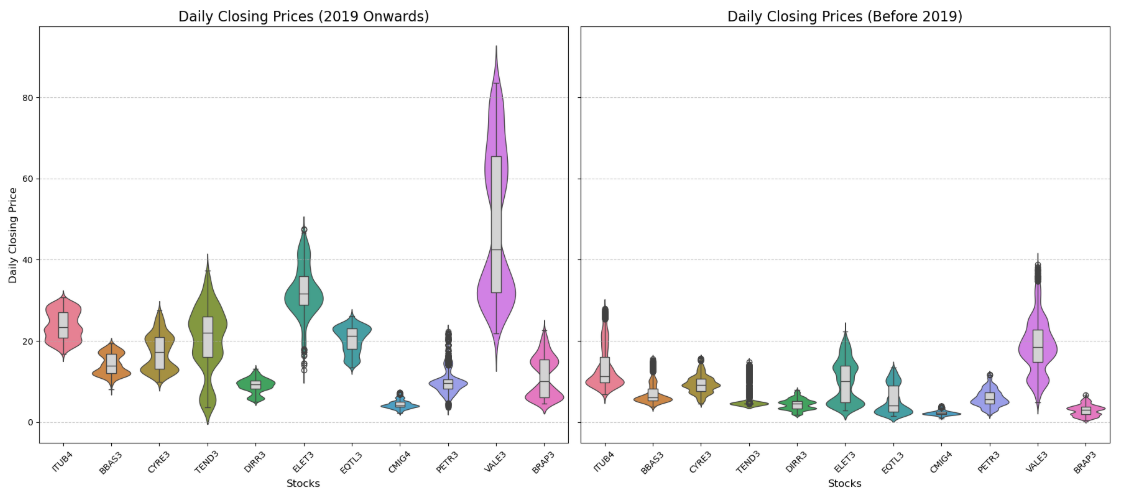 Daily Closing Prices (2019 Onwards)
Daily Closing Price
80
60
40
20
0
ITUB4
BBAS3
CYRE3
TEND3
DIRR3
ELET3
EQTL3
CMIG4
PETR3
VALE3
BRAP3
Stocks
Daily Closing Prices (Before 2019)
ITUB4
BBAS3
CYRE3
TEND3
DIRR3
ELET3
EQTL3
CMIG4
PETR3
VALE3
BRAP3
Stocks